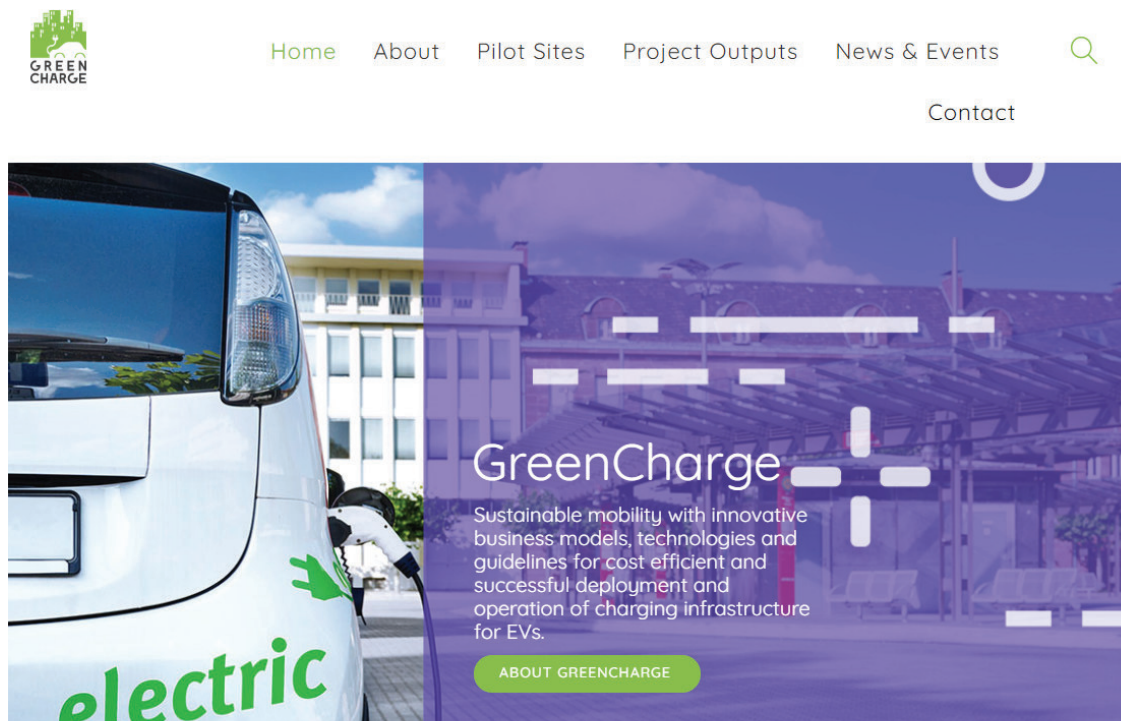 GREEN
CHARGE
Home About Pilot Sites Project Outputs News & Events
Contact
GreenCharge
Sustainable mobility with innovative
business models, technologies and
guidelines for cost efficient and
successful deployment and
operation of charging infrastructure
for EVs.
ABOUT GREENCHARGE
electric